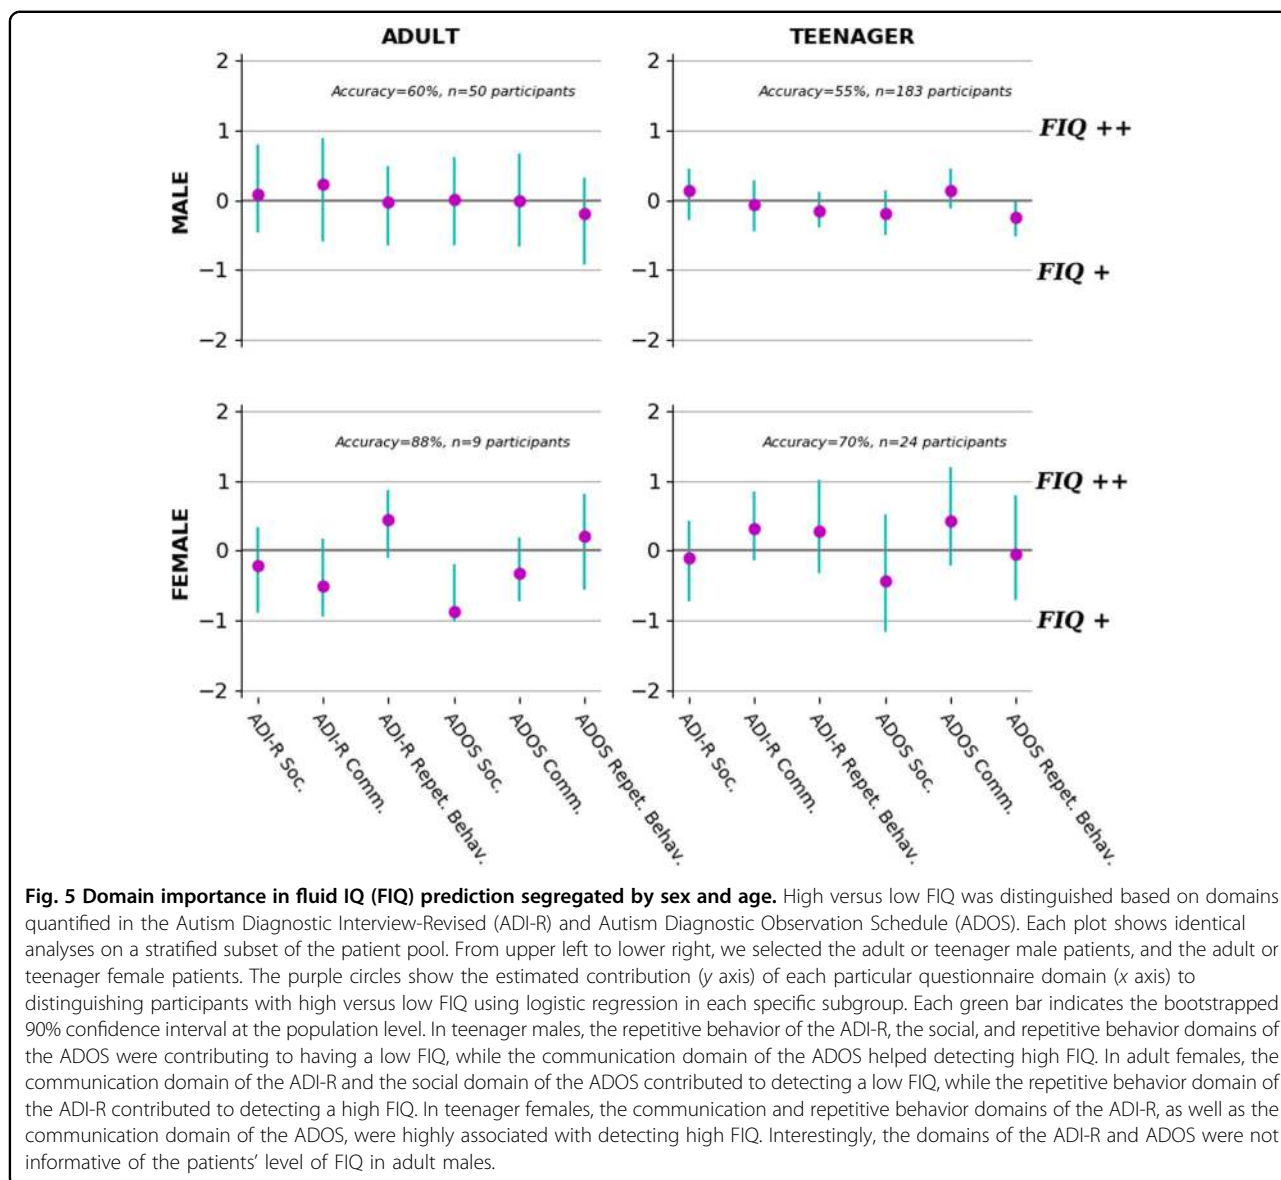 ADULT
TEENAGER
2
1
0
−1
−2
MALE
Accuracy=60%, n=50 participants
2
1
0
−1
−2
Accuracy=55%, n=183 participants
FIQ ++
FIQ +
2
1
0
−1
−2
FEMALE
Accuracy=88%, n=9 participants
2
1
0
−1
−2
Accuracy=70%, n=24 participants
FIQ ++
FIQ +
ADI-R Soc.
ADI-R Comm.
ADI-R Repet. Behav.
ADOS Soc.
ADOS Comm.
ADOS Repet. Behav.
ADI-R Soc.
ADI-R Comm.
ADI-R Repet. Behav.
ADOS Soc.
ADOS Comm.
ADOS Repet. Behav.
Fig. 5 Domain importance in fluid IQ (FIQ) prediction segregated by sex and age. High versus low FIQ was distinguished based on domains
quantified in the Autism Diagnostic Interview-Revised (ADI-R) and Autism Diagnostic Observation Schedule (ADOS). Each plot shows identical
analyses on a stratified subset of the patient pool. From upper left to lower right, we selected the adult or teenager male patients, and the adult or
teenager female patients. The purple circles show the estimated contribution (y axis) of each particular questionnaire domain (x axis) to
distinguishing participants with high versus low FIQ using logistic regression in each specific subgroup. Each green bar indicates the bootstrapped
90% confidence interval at the population level. In teenager males, the repetitive behavior of the ADI-R, the social, and repetitive behavior domains of
the ADOS were contributing to having a low FIQ, while the communication domain of the ADOS helped detecting high FIQ. In adult females, the
communication domain of the ADI-R and the social domain of the ADOS contributed to detecting a low FIQ, while the repetitive behavior domain of
the ADI-R contributed to detecting a high FIQ. In teenager females, the communication and repetitive behavior domains of the ADI-R, as well as the
communication domain of the ADOS, were highly associated with detecting high FIQ. Interestingly, the domains of the ADI-R and ADOS were not
informative of the patients' level of FIQ in adult males.